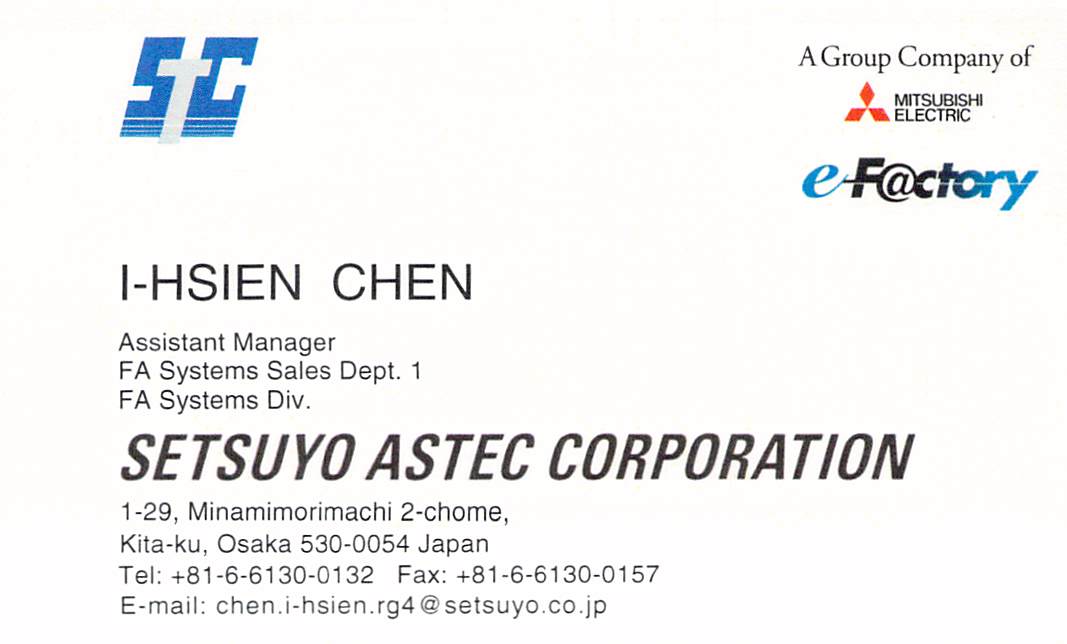 STC
A Group Company of
MITSUBISHI
ELECTRIC
e-F@ctory
I-HSIEN CHEN
Assistant Manager
FA Systems Sales Dept. 1
FA Systems Div.
SETSUYO ASTEC CORPORATION
1-29, Minamimorimachi 2-chome,
Kita-ku, Osaka 530-0054 Japan
Tel: +81-6-6130-0132 Fax: +81-6-6130-0157
E-mail: chen.i-hsien.rg4@setsuyo.co.jp